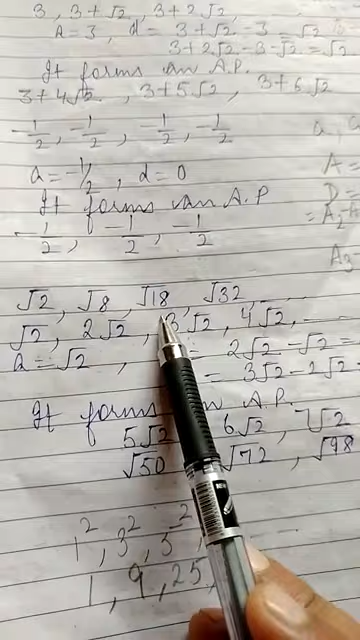 3, 3+√2, 3+2√2,
A = 3, d = 3+√2-3 = √2
3+2√2-3-√2 = √2
It forms an A.P.
3+4√2, 3+5√2, 3+6√2
-1/2, -1/2, -1/2, -1/2
a = -1/2, d = 0
It forms an A.P
-1/2, -1/2, -1/2
√2, √8, √18, √32,
√2, 2√2, 3√2, 4√2,
a = √2, = 2√2-√2 =
= 3√2-2√2 =
It forms an A.P.
5√2 6√2, 7√2
√50 √72, √98
1², 3², 5²
1, 9, 25,
a,
A =
D =
= A₂-
A₃-